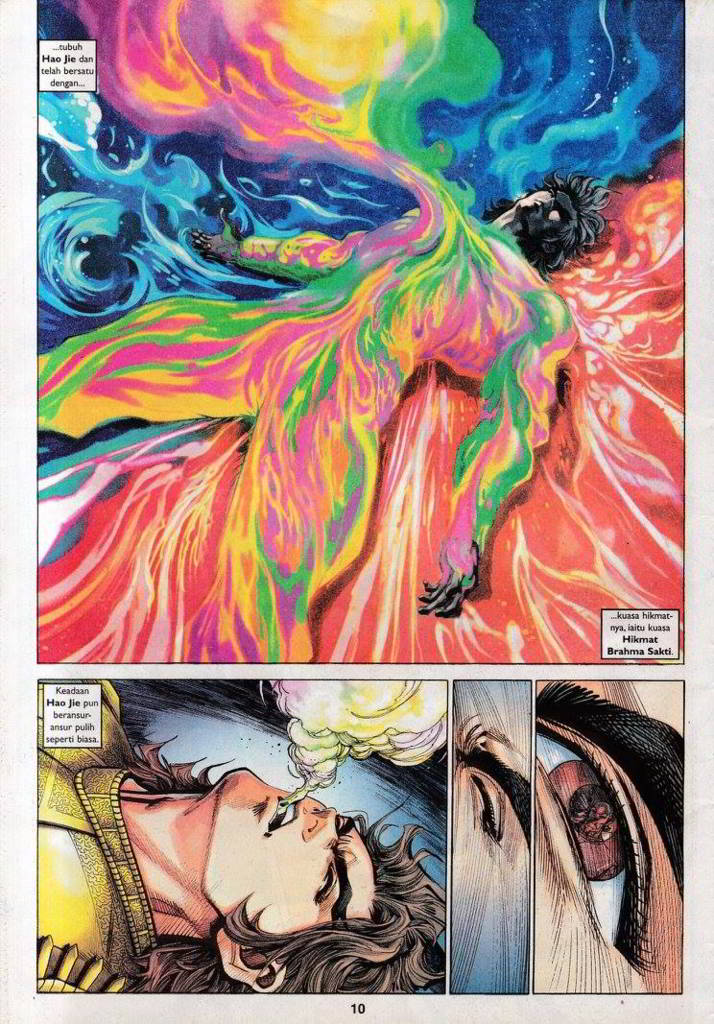 ...tubuh
Hao Jie dan
telah bersatu
dengan...
...kuasa hikmat-
nya, iaitu kuasa
Hikmat
Brahma Sakti.
Keadaan
Hao Jie pun
beransur-
ansur pulih
seperti biasa.
10